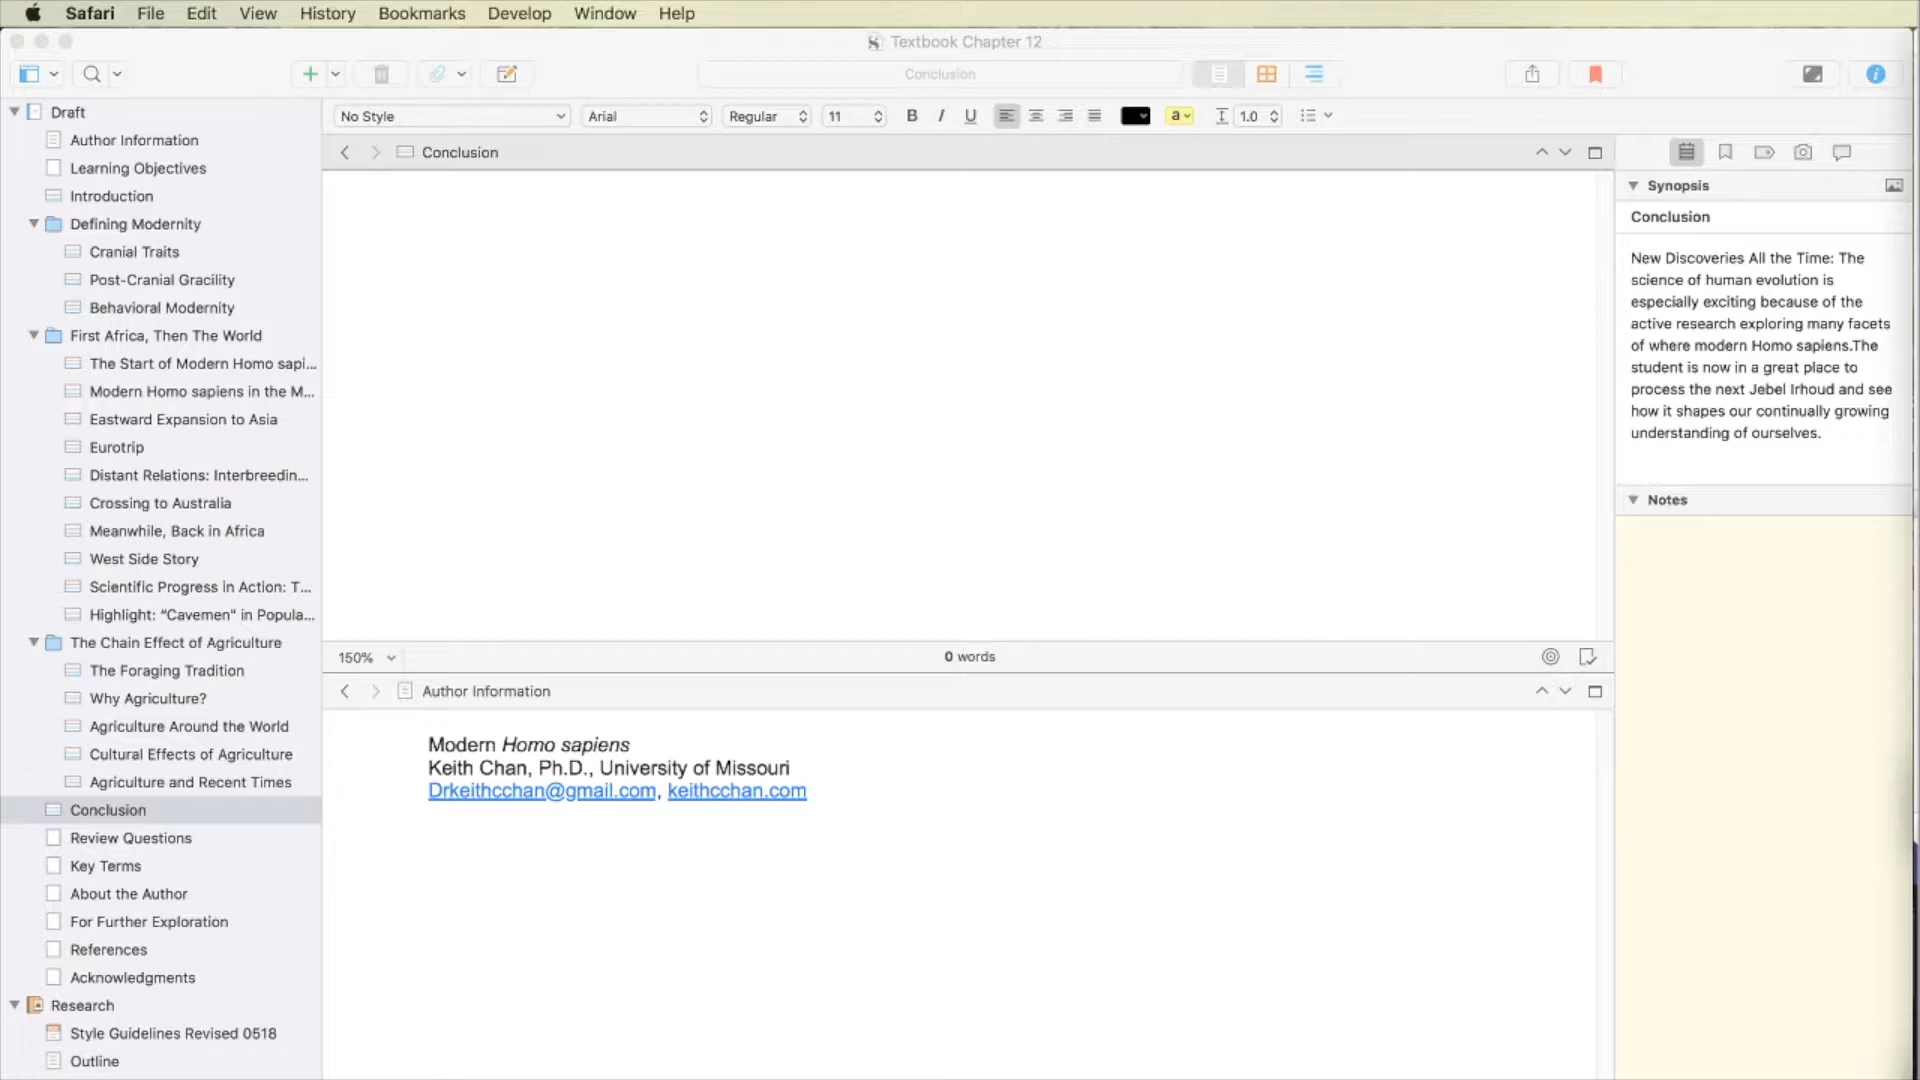 Safari File Edit View History Bookmarks Develop Window Help
Textbook Chapter 12
Conclusion
No Style Arial Regular 11 B I U a 1.0
Draft
Author Information
Learning Objectives
Introduction
Defining Modernity
Cranial Traits
Post-Cranial Gracility
Behavioral Modernity
First Africa, Then The World
The Start of Modern Homo sapi...
Modern Homo sapiens in the M...
Eastward Expansion to Asia
Eurotrip
Distant Relations: Interbreedin...
Crossing to Australia
Meanwhile, Back in Africa
West Side Story
Scientific Progress in Action: T...
Highlight: “Cavemen” in Popula...
The Chain Effect of Agriculture
The Foraging Tradition
Why Agriculture?
Agriculture Around the World
Cultural Effects of Agriculture
Agriculture and Recent Times
Conclusion
Review Questions
Key Terms
About the Author
For Further Exploration
References
Acknowledgments
Research
Style Guidelines Revised 0518
Outline
Conclusion
150% 0 words
Author Information
Modern Homo sapiens
Keith Chan, Ph.D., University of Missouri
Drkeithcchan@gmail.com, keithcchan.com
Synopsis
Conclusion
New Discoveries All the Time: The
science of human evolution is
especially exciting because of the
active research exploring many facets
of where modern Homo sapiens.The
student is now in a great place to
process the next Jebel Irhoud and see
how it shapes our continually growing
understanding of ourselves.
Notes